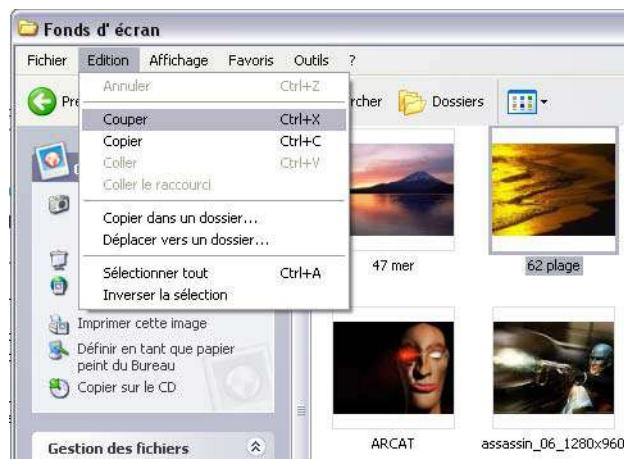 Fonds d' écran
Fichier Edition Affichage Favoris Outils ?
Annuler Ctrl+Z
Couper Ctrl+X
Copier Ctrl+C
Coller Ctrl+V
Coller le raccourci
Copier dans un dossier...
Déplacer vers un dossier...
Sélectionner tout Ctrl+A
Inverser la sélection
Dossiers
Imprimer cette image
Définir en tant que papier
peint du Bureau
Copier sur le CD
Gestion des fichiers
47 mer
62 plage
ARCAT
assassin_06_1280x960